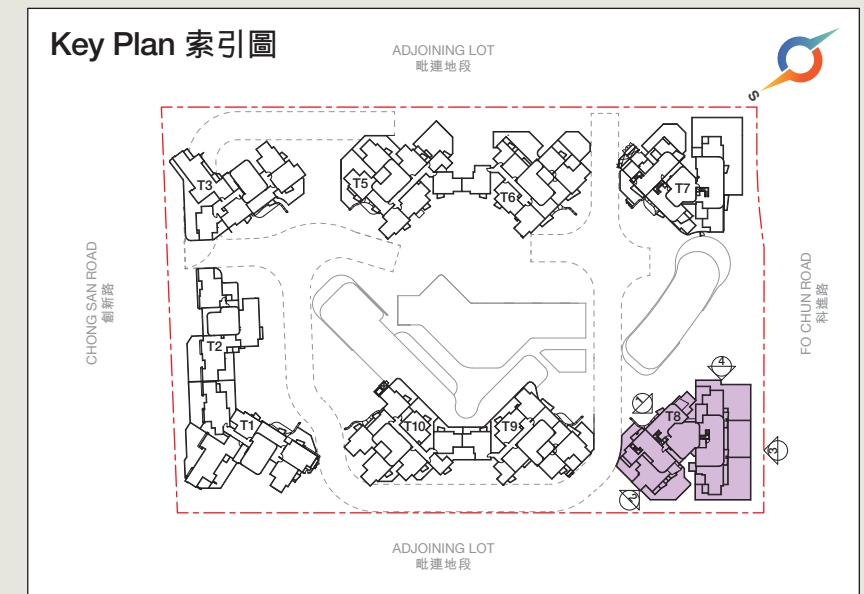 Key Plan 索引圖
ADJOINING LOT
毗連地段
S
T3
T5
T6
T7
CHONG SAN ROAD
創新路
FO CHUN ROAD
科進路
T2
T1
T10
T9
T8
4
1
3
2
ADJOINING LOT
毗連地段